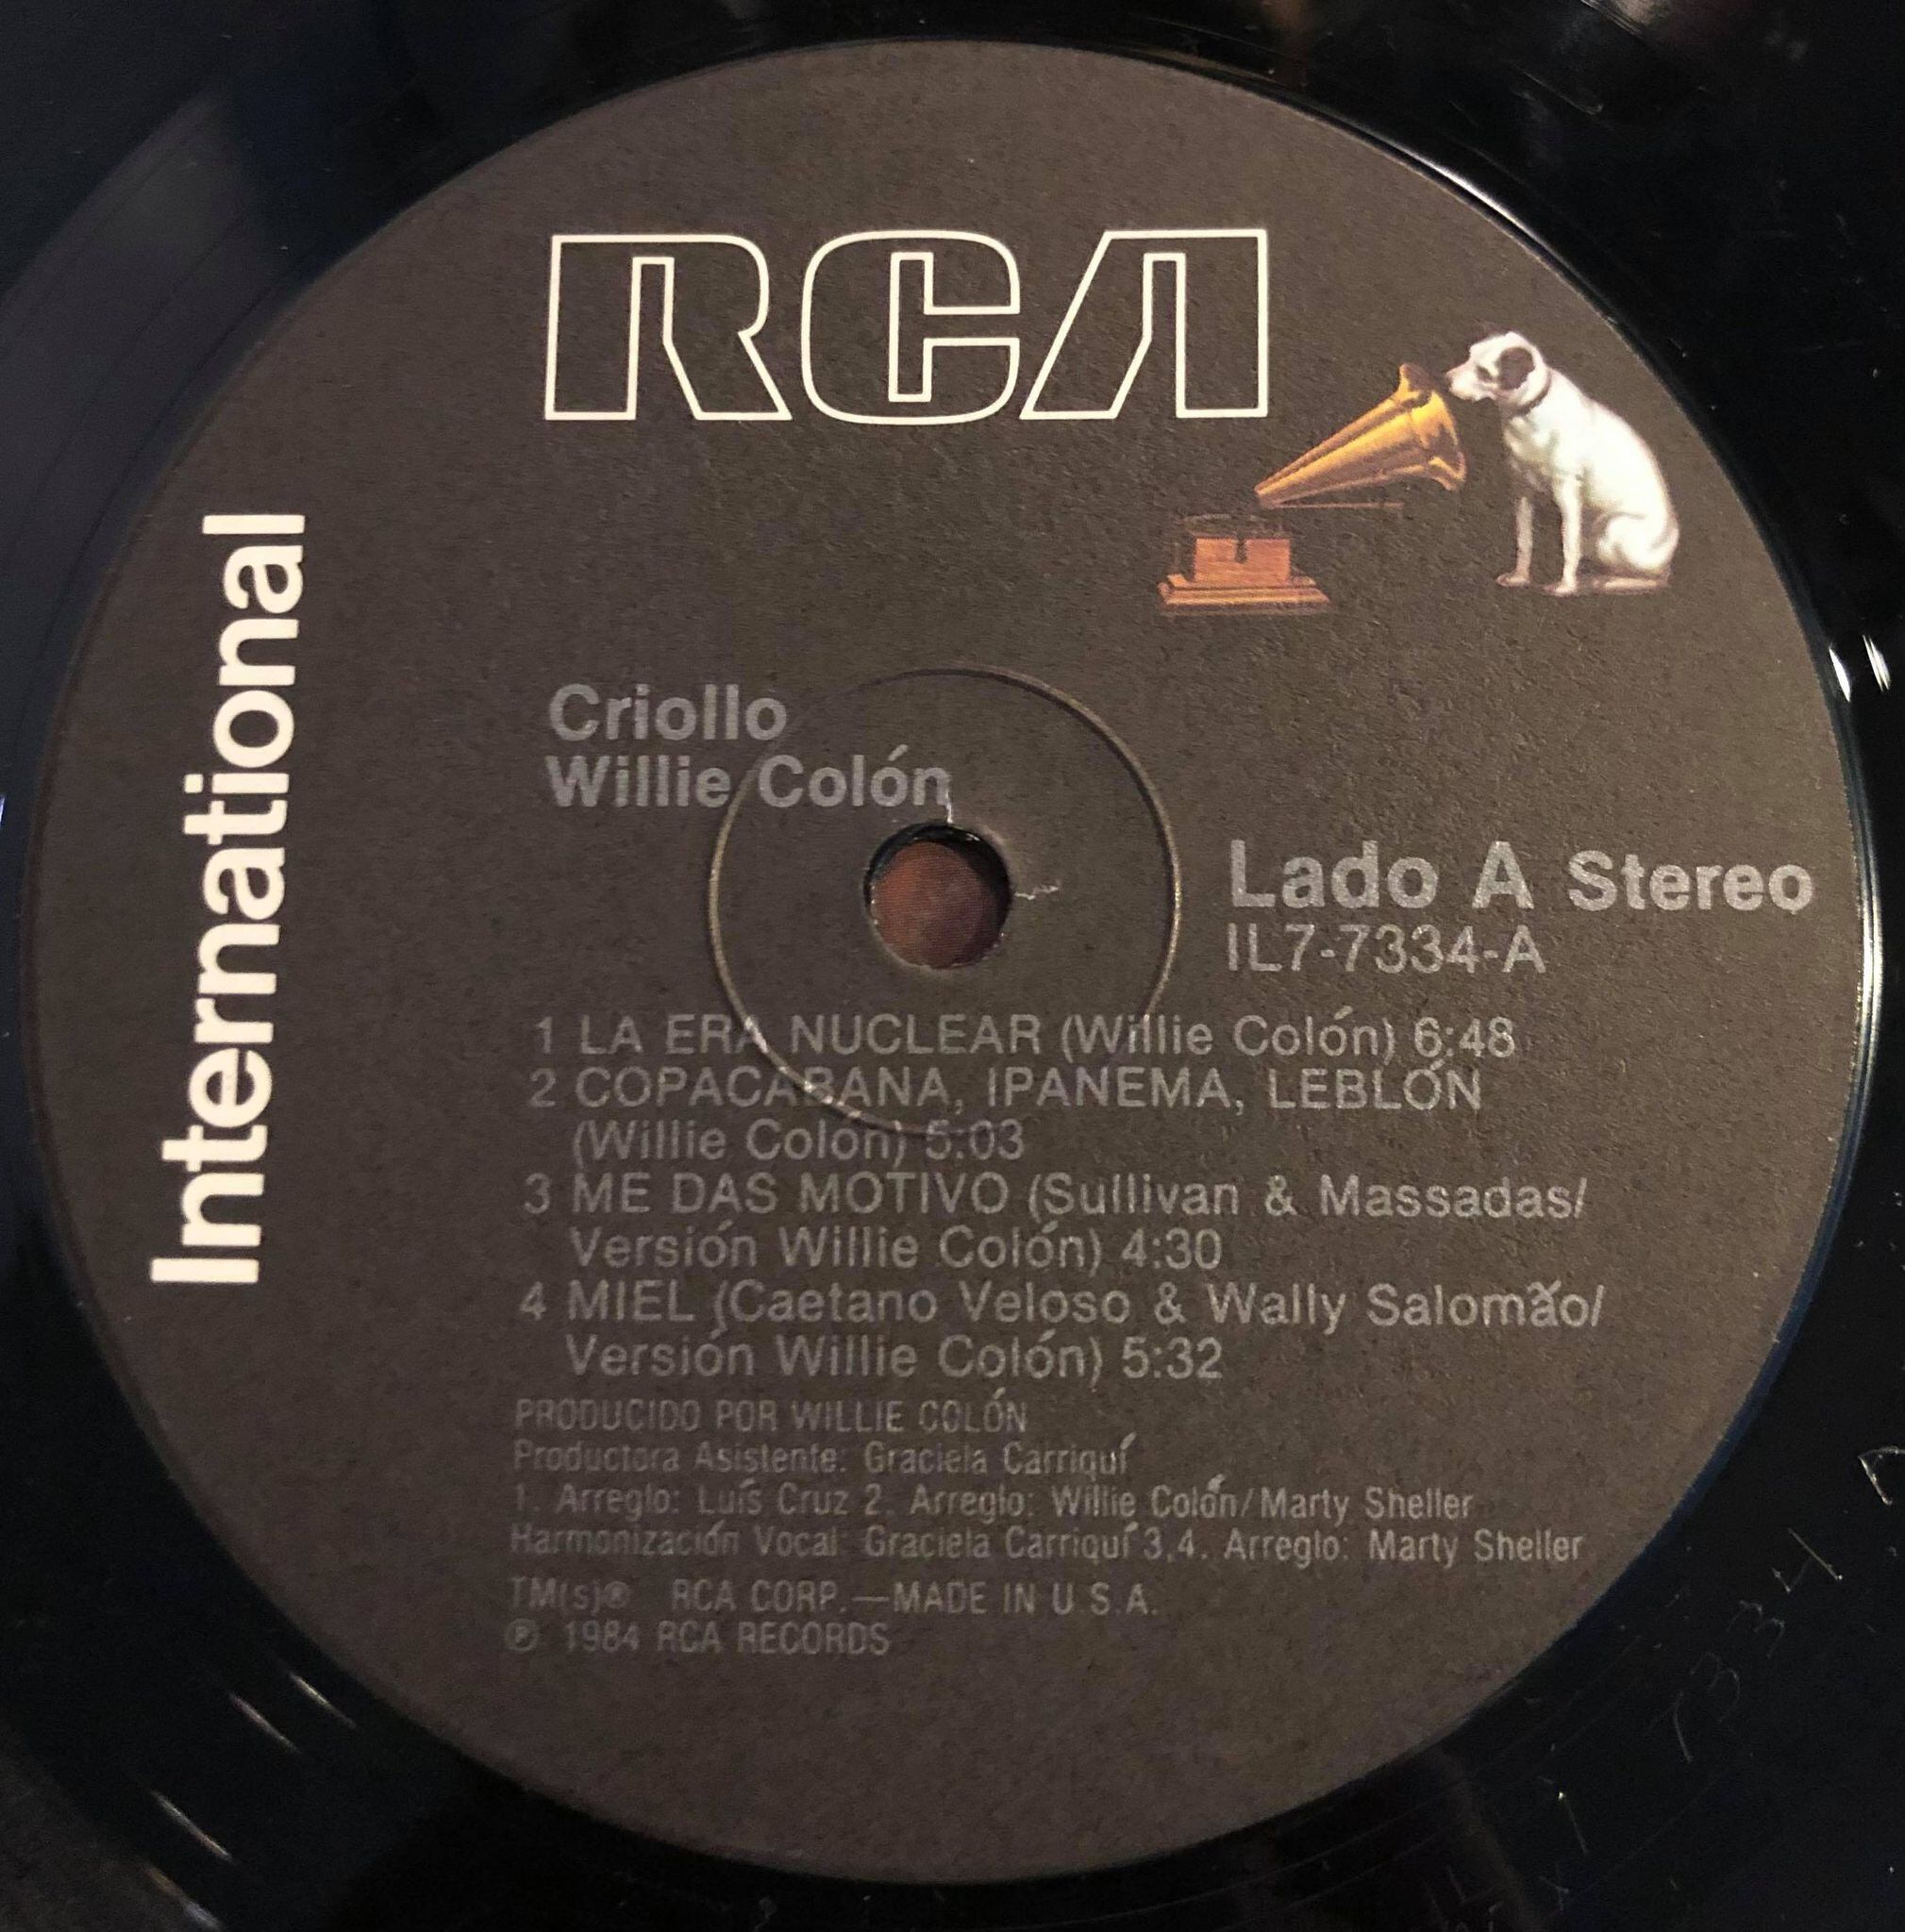 RCA
International
Criollo
Willie Colón
Lado A Stereo
IL7-7334-A
1 LA ERA NUCLEAR (Willie Colón) 6:48
2 COPACABANA, IPANEMA, LEBLÓN
(Willie Colón) 5:03
3 ME DAS MOTIVO (Sullivan & Massadas/
Versión Willie Colón) 4:30
4 MIEL (Caetano Veloso & Wally Salomão/
Versión Willie Colón) 5:32
PRODUCIDO POR WILLIE COLÓN
Productora Asistente: Graciela Carriquí
1. Arreglo: Luís Cruz 2. Arreglo: Willie Colón/Marty Sheller
Harmonización Vocal: Graciela Carriquí 3,4. Arreglo: Marty Sheller
TM(s)® RCA CORP.—MADE IN U.S.A.
℗ 1984 RCA RECORDS
7334